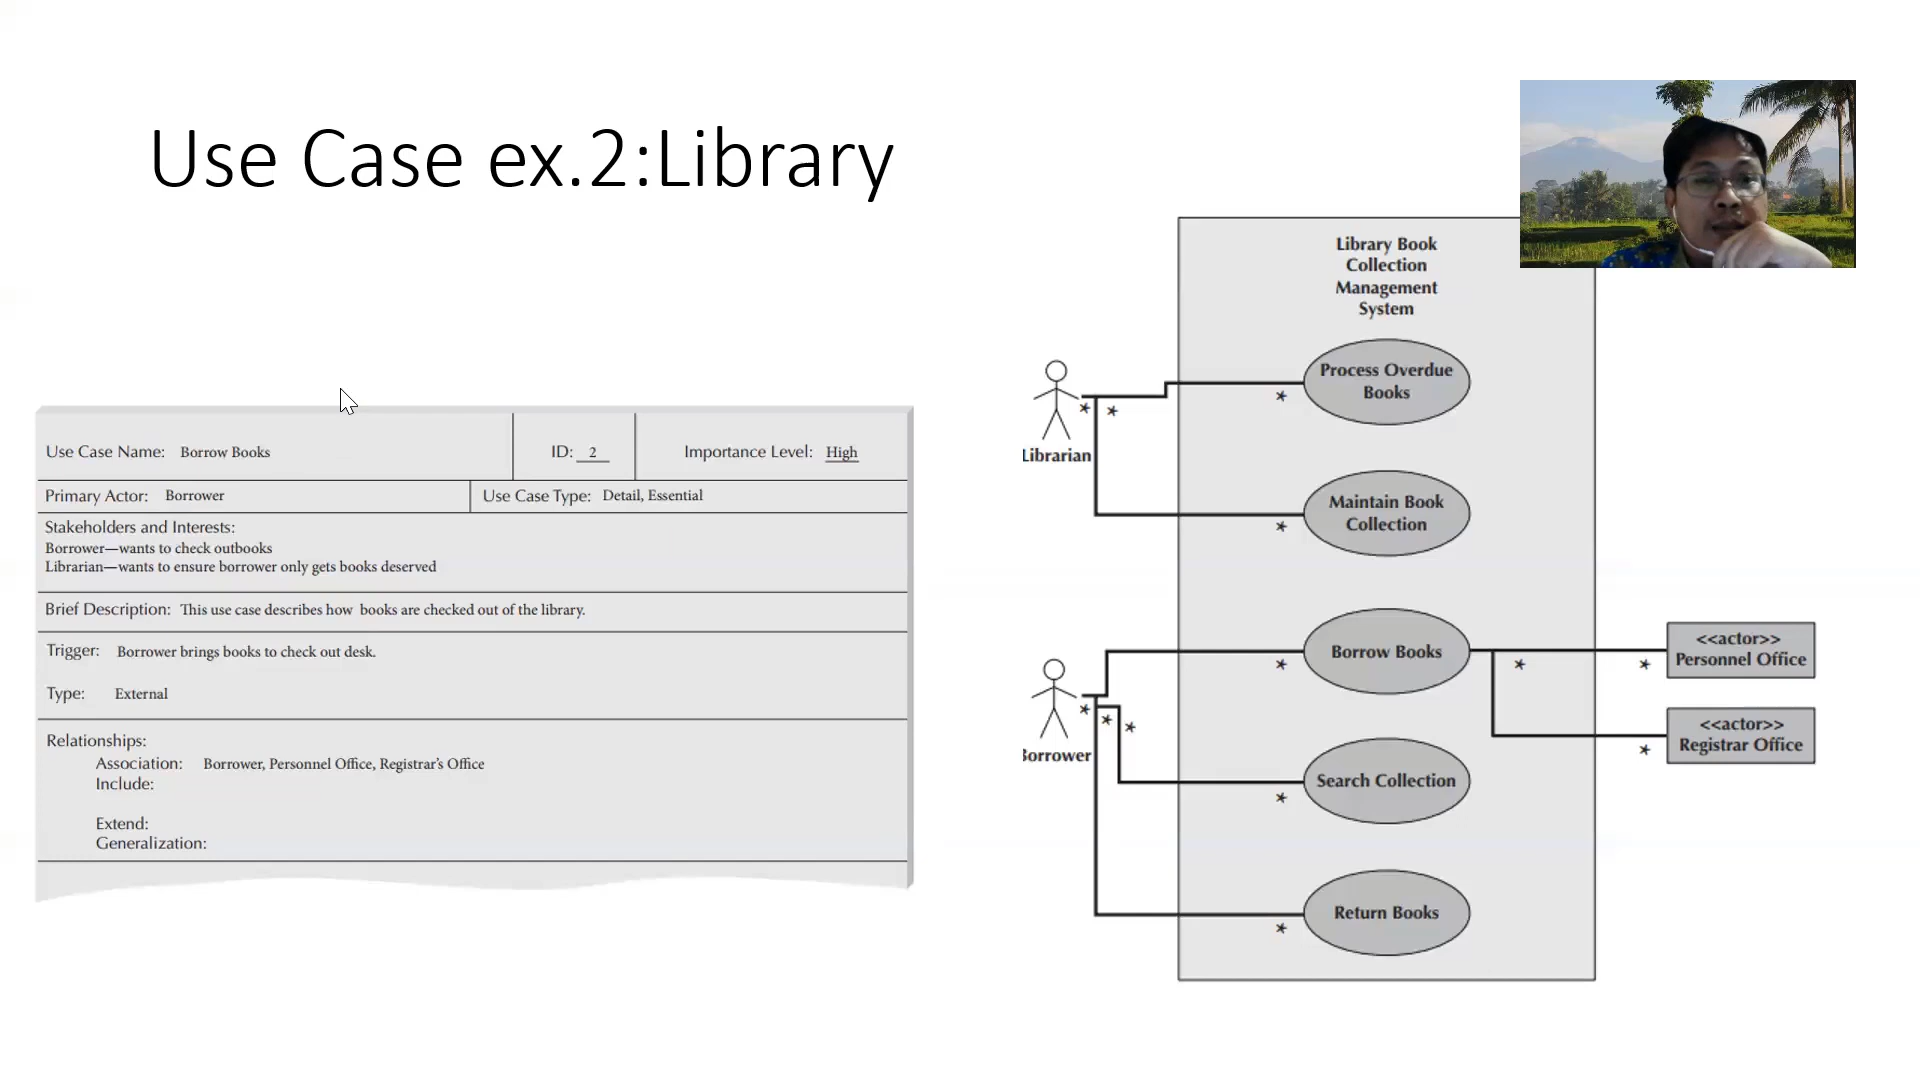 Use Case ex.2:Library
Use Case Name: Borrow Books
ID: 2
Importance Level: High
Primary Actor: Borrower
Use Case Type: Detail, Essential
Stakeholders and Interests:
Borrower—wants to check outbooks
Librarian—wants to ensure borrower only gets books deserved
Brief Description: This use case describes how books are checked out of the library.
Trigger: Borrower brings books to check out desk.
Type: External
Relationships:
Association: Borrower, Personnel Office, Registrar's Office
Include:
Extend:
Generalization:
Library Book
Collection
Management
System
Process Overdue
Books
*
*
*
Librarian
Maintain Book
Collection
*
Borrow Books
*
*
*
<<actor>>
Personnel Office
*
*
*
Borrower
<<actor>>
Registrar Office
*
Search Collection
*
Return Books
*